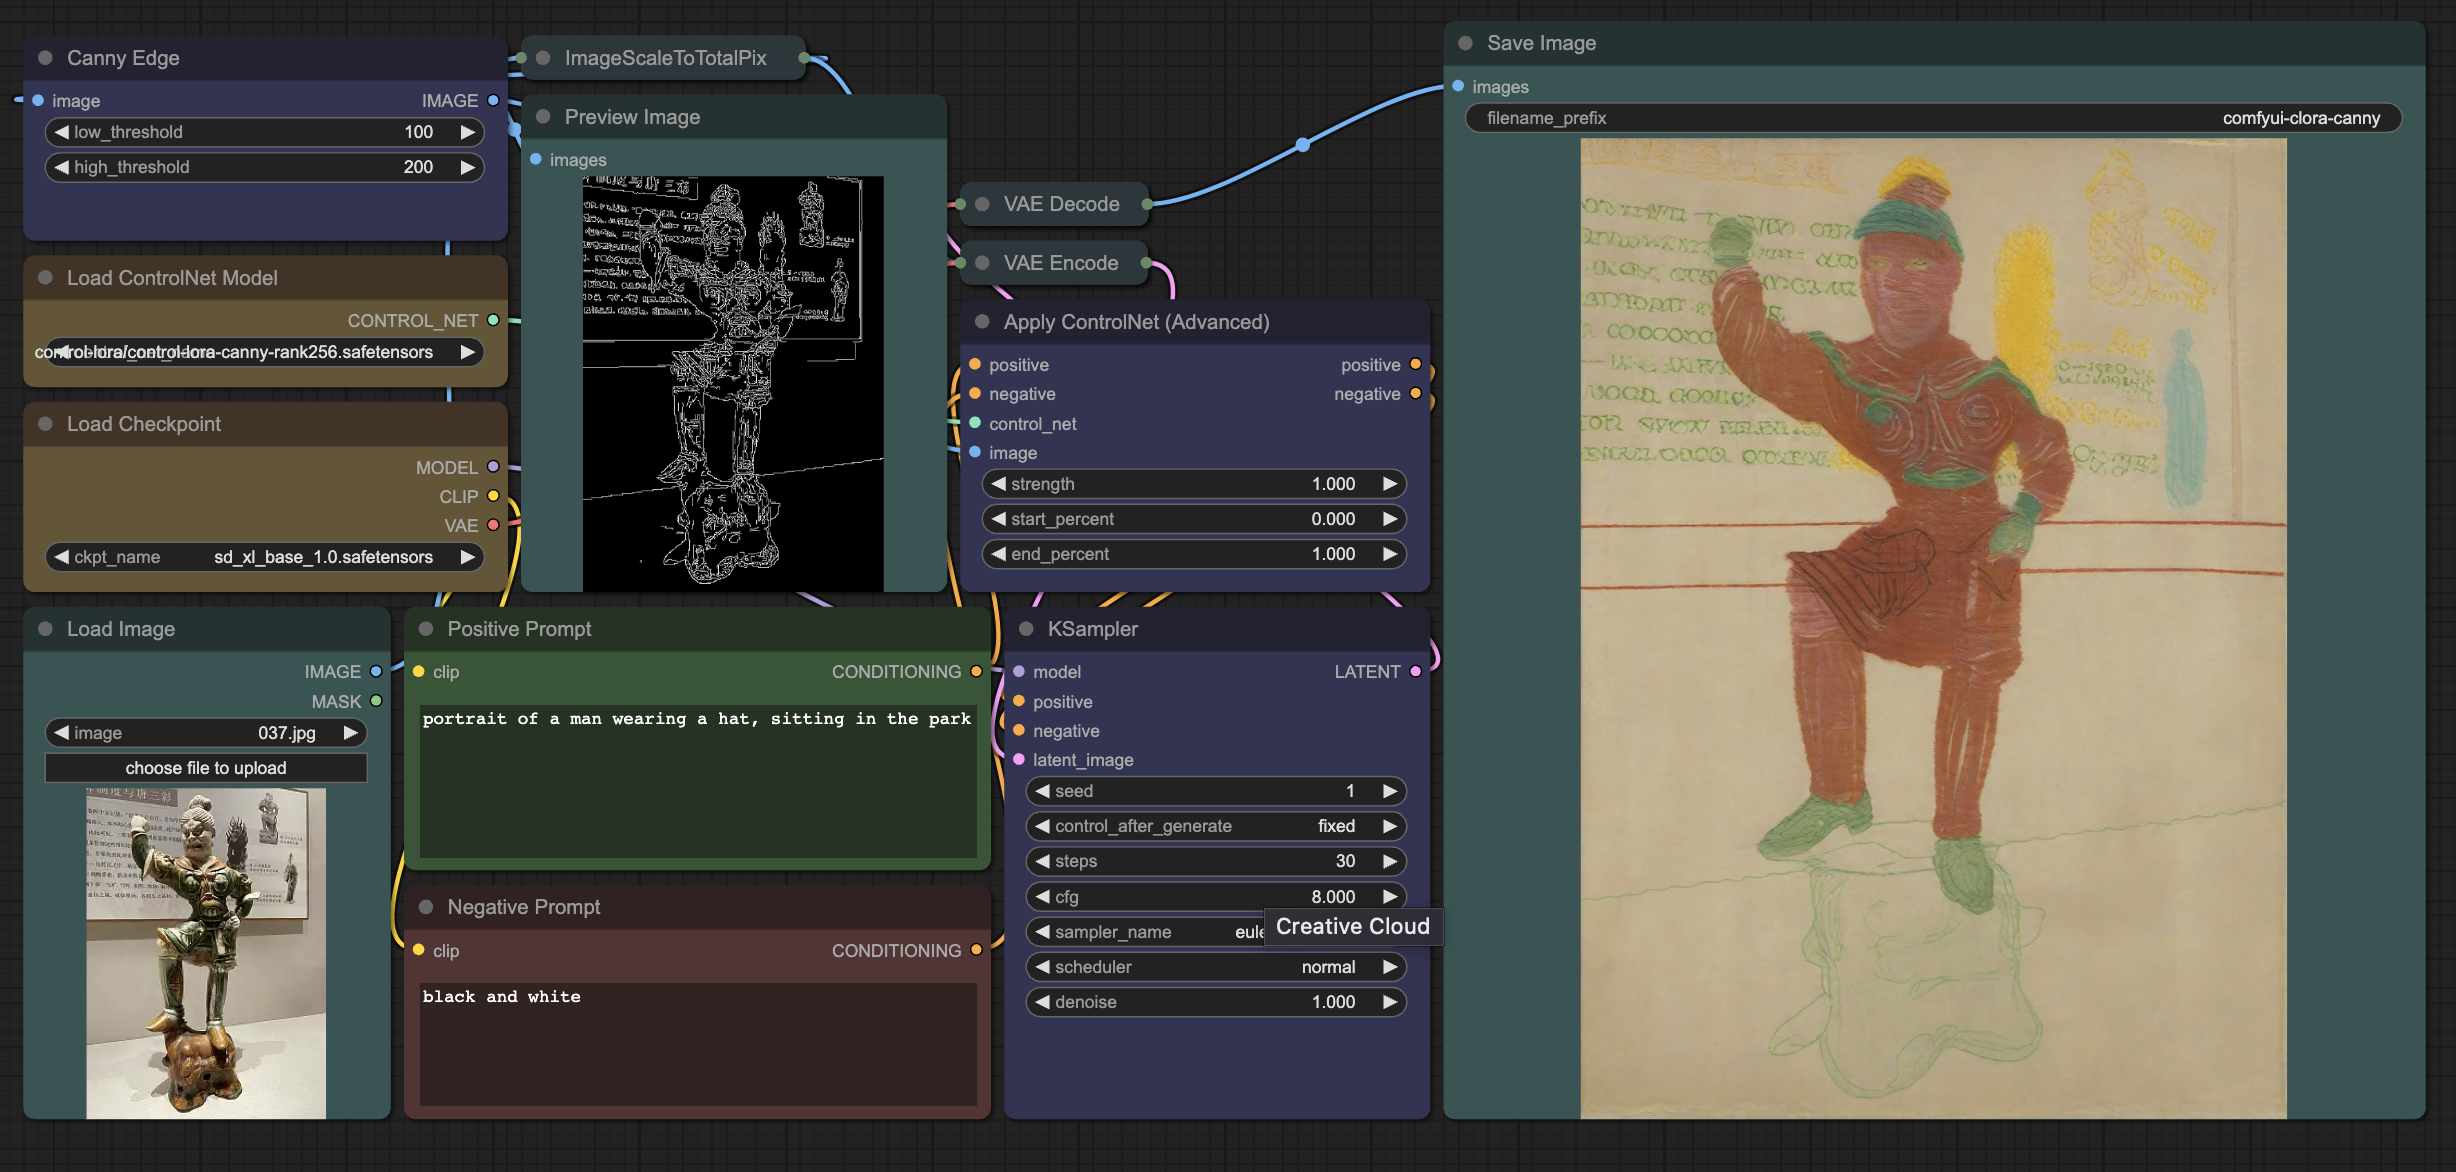 Canny Edge
image
IMAGE
low_threshold
100
high_threshold
200
Load ControlNet Model
CONTROL_NET
control-lora/control-lora-canny-rank256.safetensors
Load Checkpoint
MODEL
CLIP
VAE
ckpt_name
sd_xl_base_1.0.safetensors
Load Image
IMAGE
MASK
image
037.jpg
choose file to upload
ImageScaleToTotalPix
Preview Image
images
Positive Prompt
clip
CONDITIONING
portrait of a man wearing a hat, sitting in the park
Negative Prompt
clip
CONDITIONING
black and white
VAE Decode
VAE Encode
Apply ControlNet (Advanced)
positive
positive
negative
negative
control_net
image
strength
1.000
start_percent
0.000
end_percent
1.000
KSampler
model
LATENT
positive
negative
latent_image
seed
1
control_after_generate
fixed
steps
30
cfg
8.000
sampler_name
Creative Cloud
scheduler
normal
denoise
1.000
Save Image
images
filename_prefix
comfyui-clora-canny